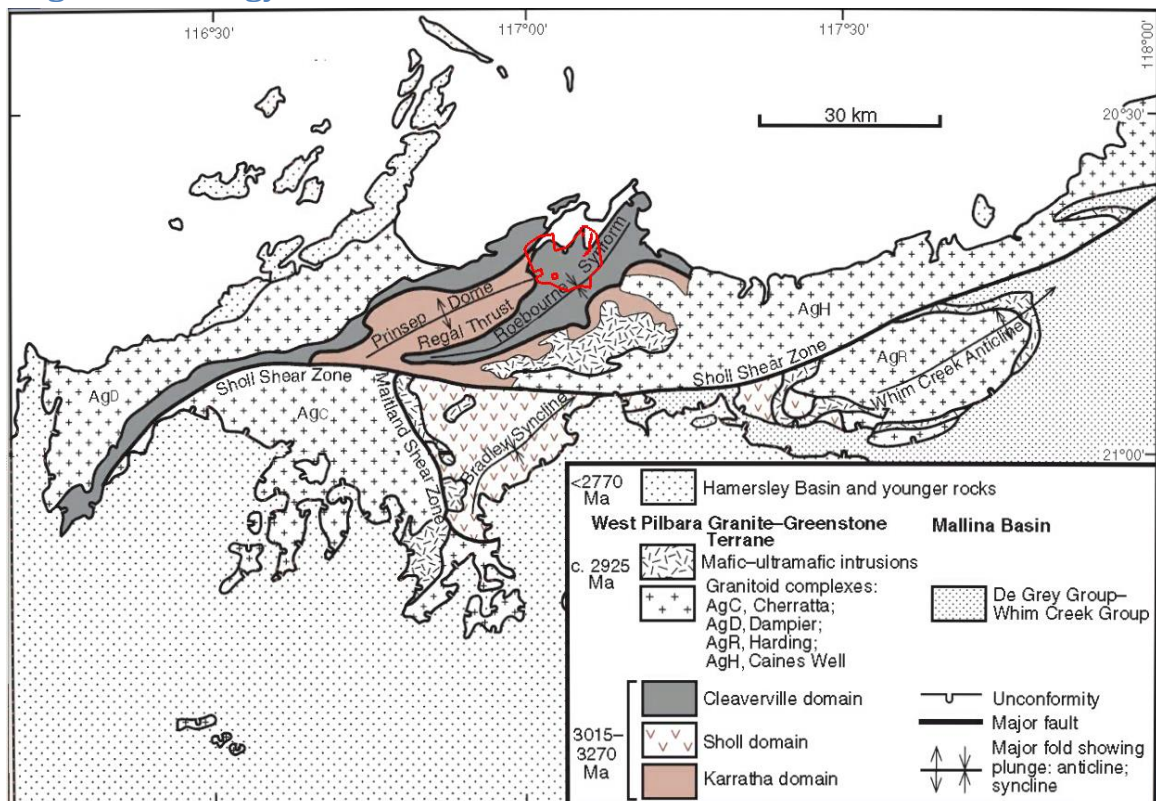 116°30'
117°00'
117°30'
118°00'
30 km
20°30'
Prinsep Dome
Regal Thrust
Roebourne Synform
AgH
Sholl Shear Zone
AgR
Whim Creek Anticline
AgD
Sholl Shear Zone
AgC
Maitland Shear Zone
Bradley Syncline
21°00'
<2770
Ma
Hamersley Basin and younger rocks
West Pilbara Granite–Greenstone
Terrane
Mallina Basin
c. 2925
Ma
Mafic–ultramafic intrusions
Granitoid complexes:
AgC, Cherratta;
AgD, Dampier;
AgR, Harding;
AgH, Caines Well
De Grey Group–
Whim Creek Group
3015–
3270
Ma
Cleaverville domain
Sholl domain
Karratha domain
Unconformity
Major fault
Major fold showing
plunge: anticline;
syncline